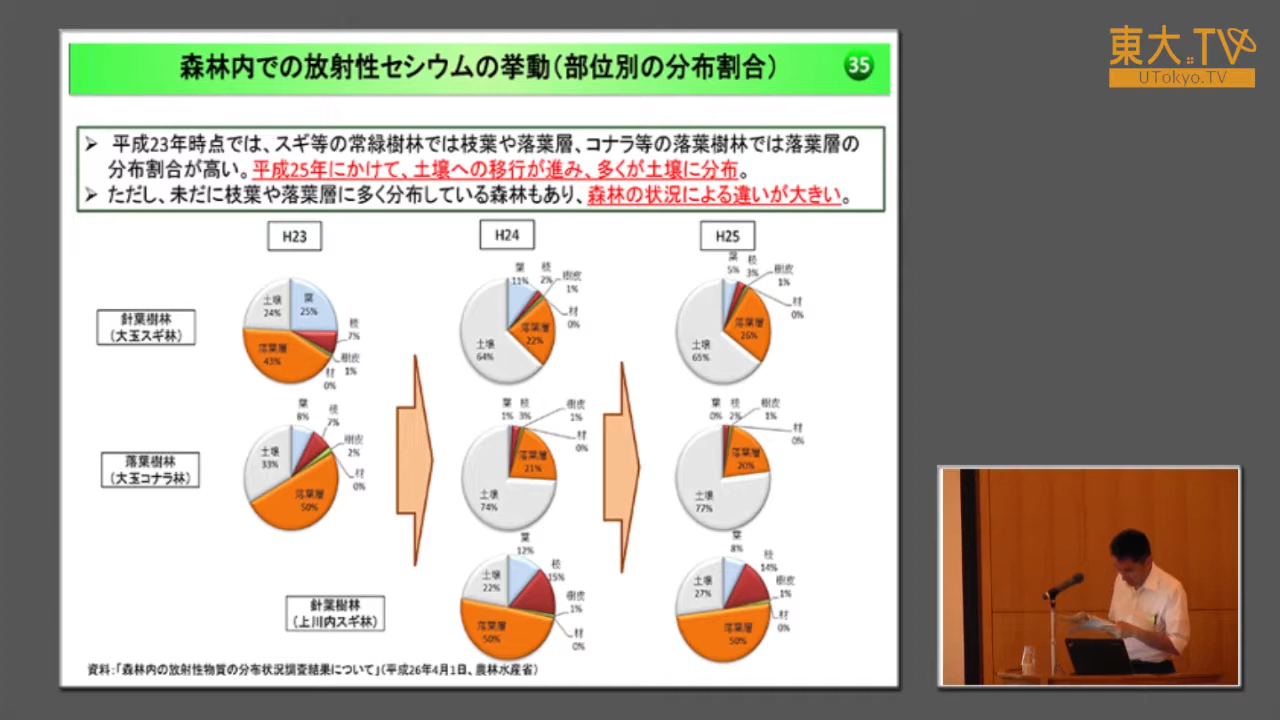 森林内での放射性セシウムの挙動(部位別の分布割合)
35
東大.TV
UTokyo.TV
➢ 平成23年時点では、スギ等の常緑樹林では枝葉や落葉層、コナラ等の落葉樹林では落葉層の
分布割合が高い。平成25年にかけて、土壌への移行が進み、多くが土壌に分布。
➢ ただし、未だに枝葉や落葉層に多く分布している森林もあり、森林の状況による違いが大きい。
H23
H24
H25
針葉樹林
(大玉スギ林)
土壌
24%
葉
25%
枝
7%
樹皮
1%
材
0%
落葉層
43%
葉
11%
枝
2%
樹皮
1%
材
0%
落葉層
22%
土壌
64%
葉
5%
枝
3%
樹皮
1%
材
0%
落葉層
26%
土壌
65%
落葉樹林
(大玉コナラ林)
葉
8%
枝
7%
樹皮
2%
材
0%
落葉層
50%
土壌
33%
葉
1%
枝
3%
樹皮
1%
材
0%
落葉層
21%
土壌
74%
葉
0%
枝
2%
樹皮
1%
材
0%
落葉層
20%
土壌
77%
針葉樹林
(上川内スギ林)
葉
12%
枝
15%
樹皮
1%
材
0%
落葉層
50%
土壌
22%
葉
8%
枝
14%
樹皮
1%
材
0%
落葉層
50%
土壌
27%
資料:「森林内の放射性物質の分布状況調査結果について」(平成26年4月1日、農林水産省)